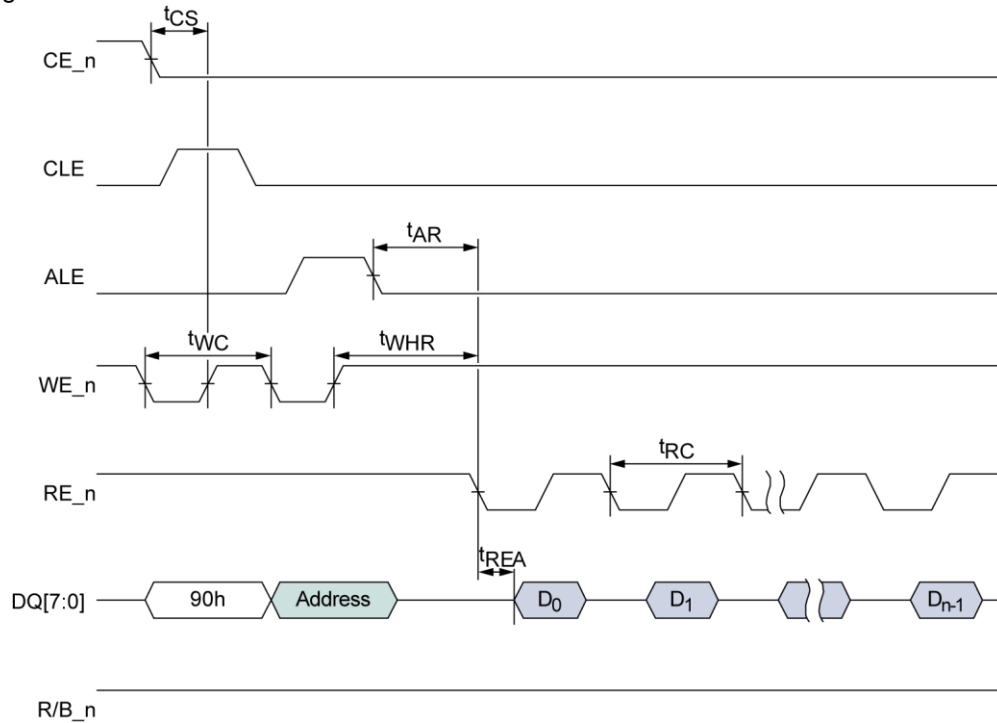 tCS
CE_n
CLE
tAR
ALE
tWC tWHR
WE_n
tRC
RE_n
tREA
DQ[7:0] 90h Address D0 D1 Dn-1
R/B_n